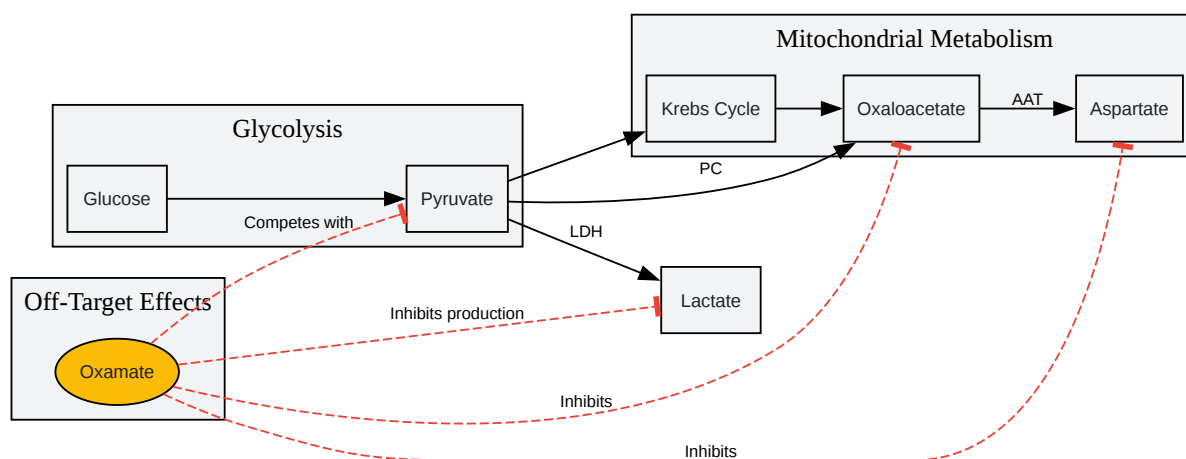 Mitochondrial Metabolism
Krebs Cycle
Oxaloacetate
AAT
Aspartate
Glycolysis
Glucose
Pyruvate
PC
Competes with
LDH
Off-Target Effects
Lactate
Inhibits production
Oxamate
Inhibits
Inhibits